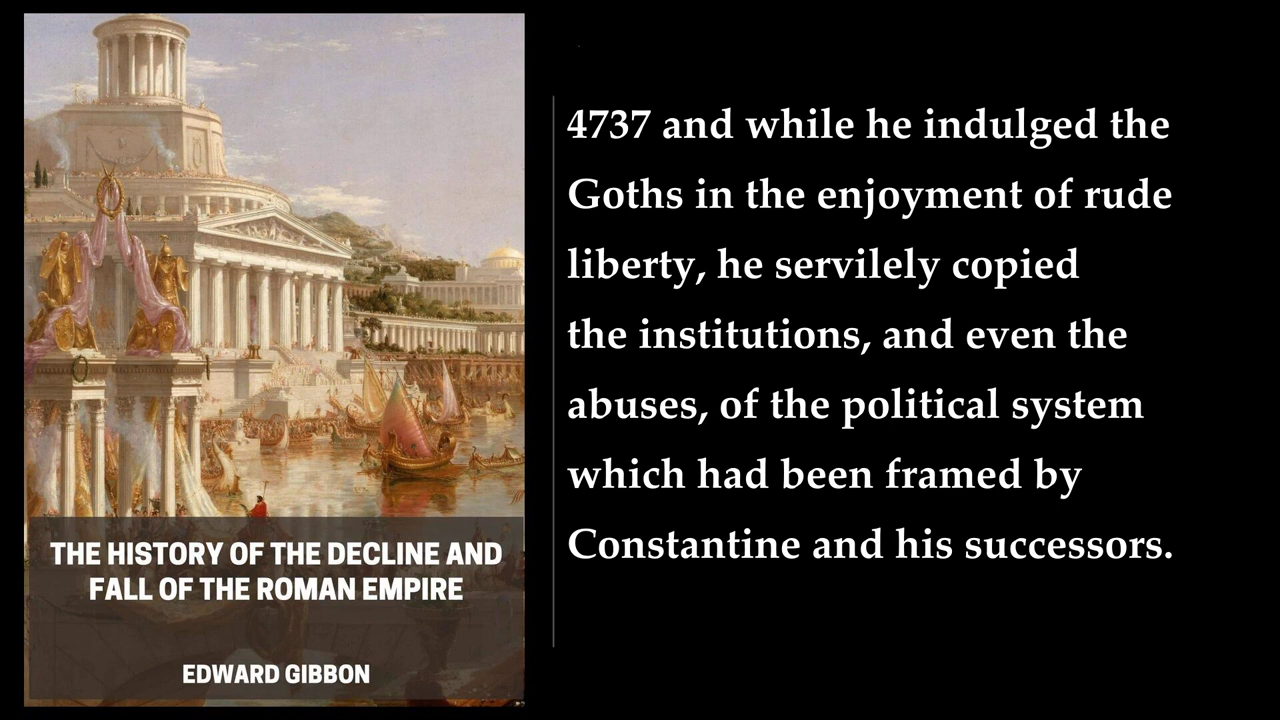 THE HISTORY OF THE DECLINE AND
FALL OF THE ROMAN EMPIRE
EDWARD GIBBON
4737 and while he indulged the
Goths in the enjoyment of rude
liberty, he servilely copied
the institutions, and even the
abuses, of the political system
which had been framed by
Constantine and his successors.